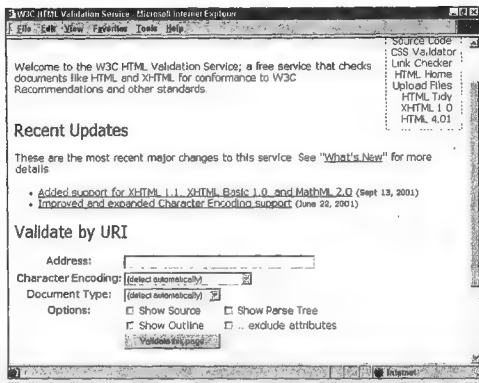 W3C HTML Validation Service - Microsoft Internet Explorer
File Edit View Favorites Tools Help
Source Code
CSS Validator
Link Checker
HTML Home
Upload Files
HTML Tidy
XHTML 1 0
HTML 4.01
Welcome to the W3C HTML Validation Service; a free service that checks
documents like HTML and XHTML for conformance to W3C
Recommendations and other standards.
Recent Updates
These are the most recent major changes to this service See "What's New" for more
details
• Added support for XHTML 1.1, XHTML Basic 1.0, and MathML 2.0 (Sept 13, 2001)
• Improved and expanded Character Encoding support (June 22, 2001)
Validate by URI
Address:
Character Encoding: (detect automatically)
Document Type: (detect automatically)
Options: Show Source Show Parse Tree
Show Outline .. exclude attributes
Validate this page
Internet